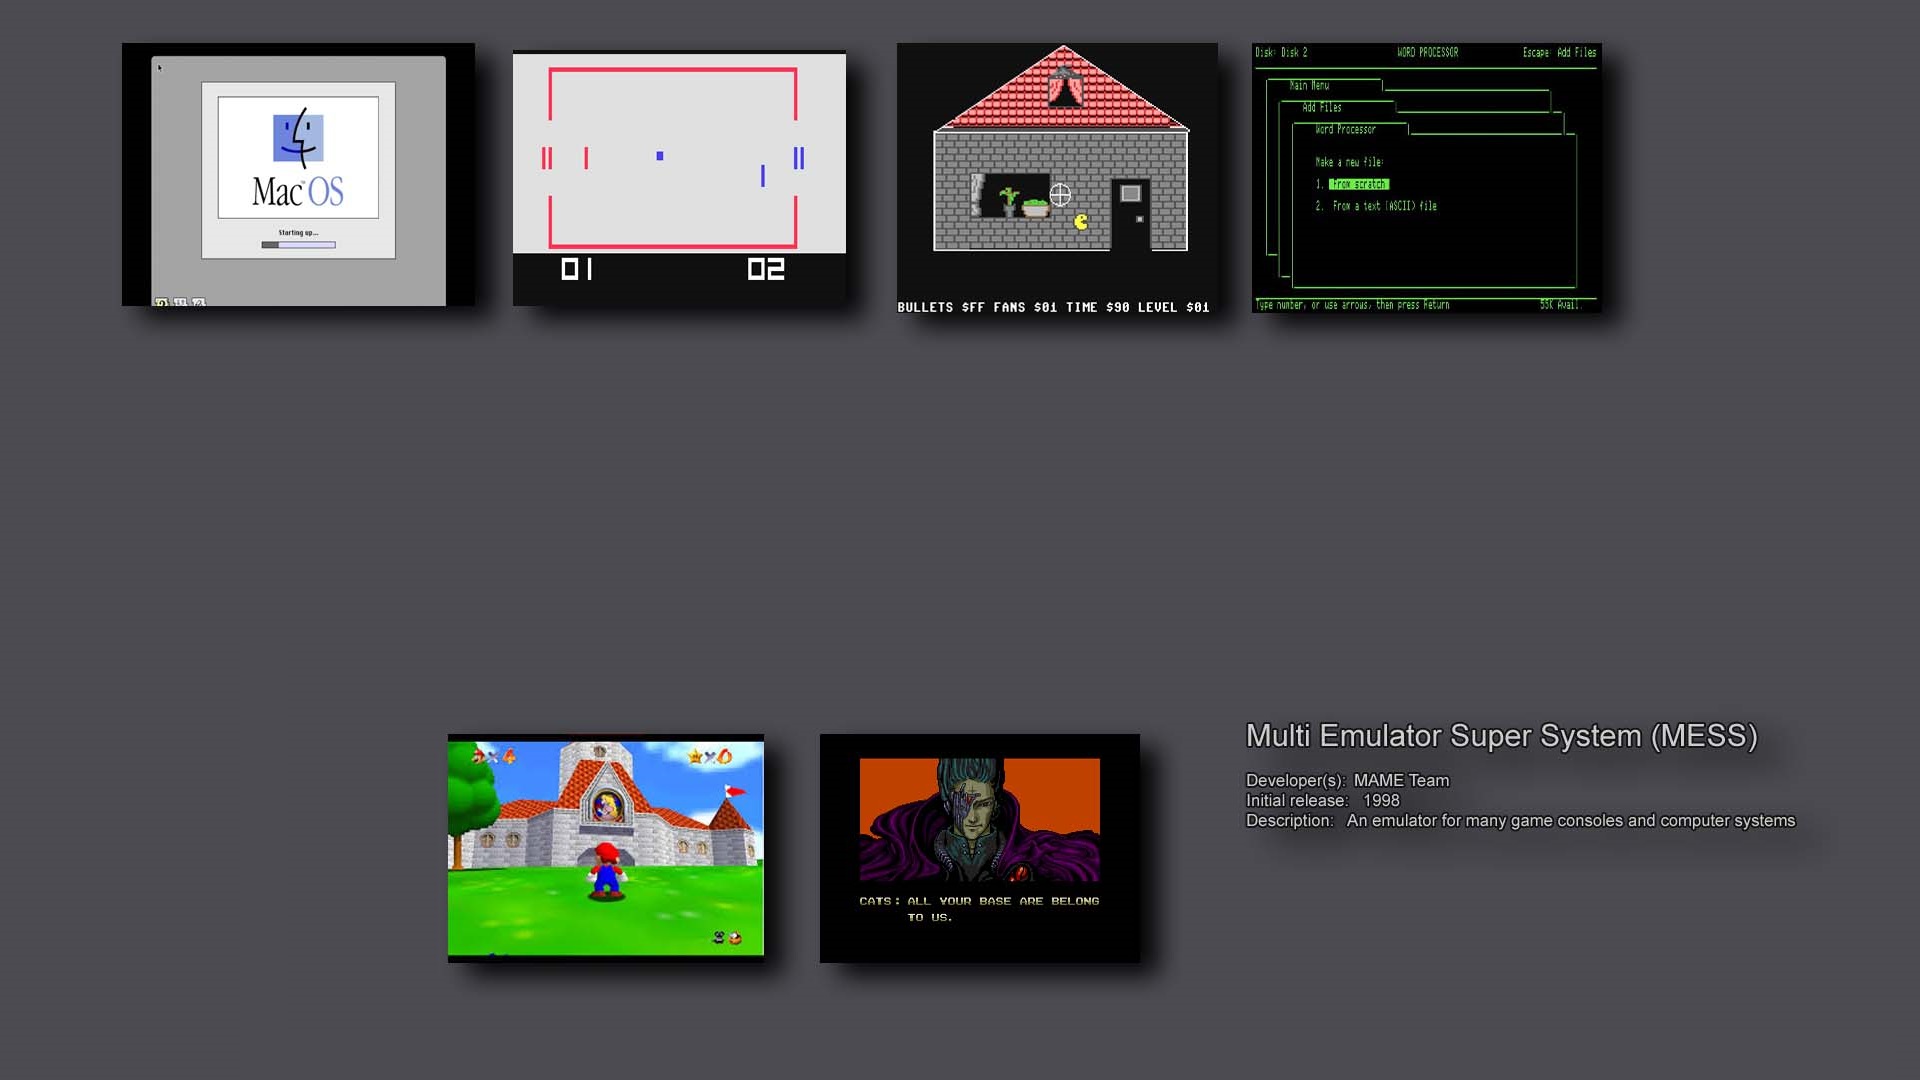 Mac OS
Starting up...
01 02
BULLETS $FF FANS $01 TIME $90 LEVEL $01
Disk: Disk 2 WORD PROCESSOR Escape: Add Files
Main Menu
Add Files
Word Processor
Make a new file:
1. From scratch
2. From a text (ASCII) file
Type number, or use arrows, then press Return 55K Avail.
4 0
CATS: ALL YOUR BASE ARE BELONG
TO US.
Multi Emulator Super System (MESS)
Developer(s): MAME Team
Initial release: 1998
Description: An emulator for many game consoles and computer systems